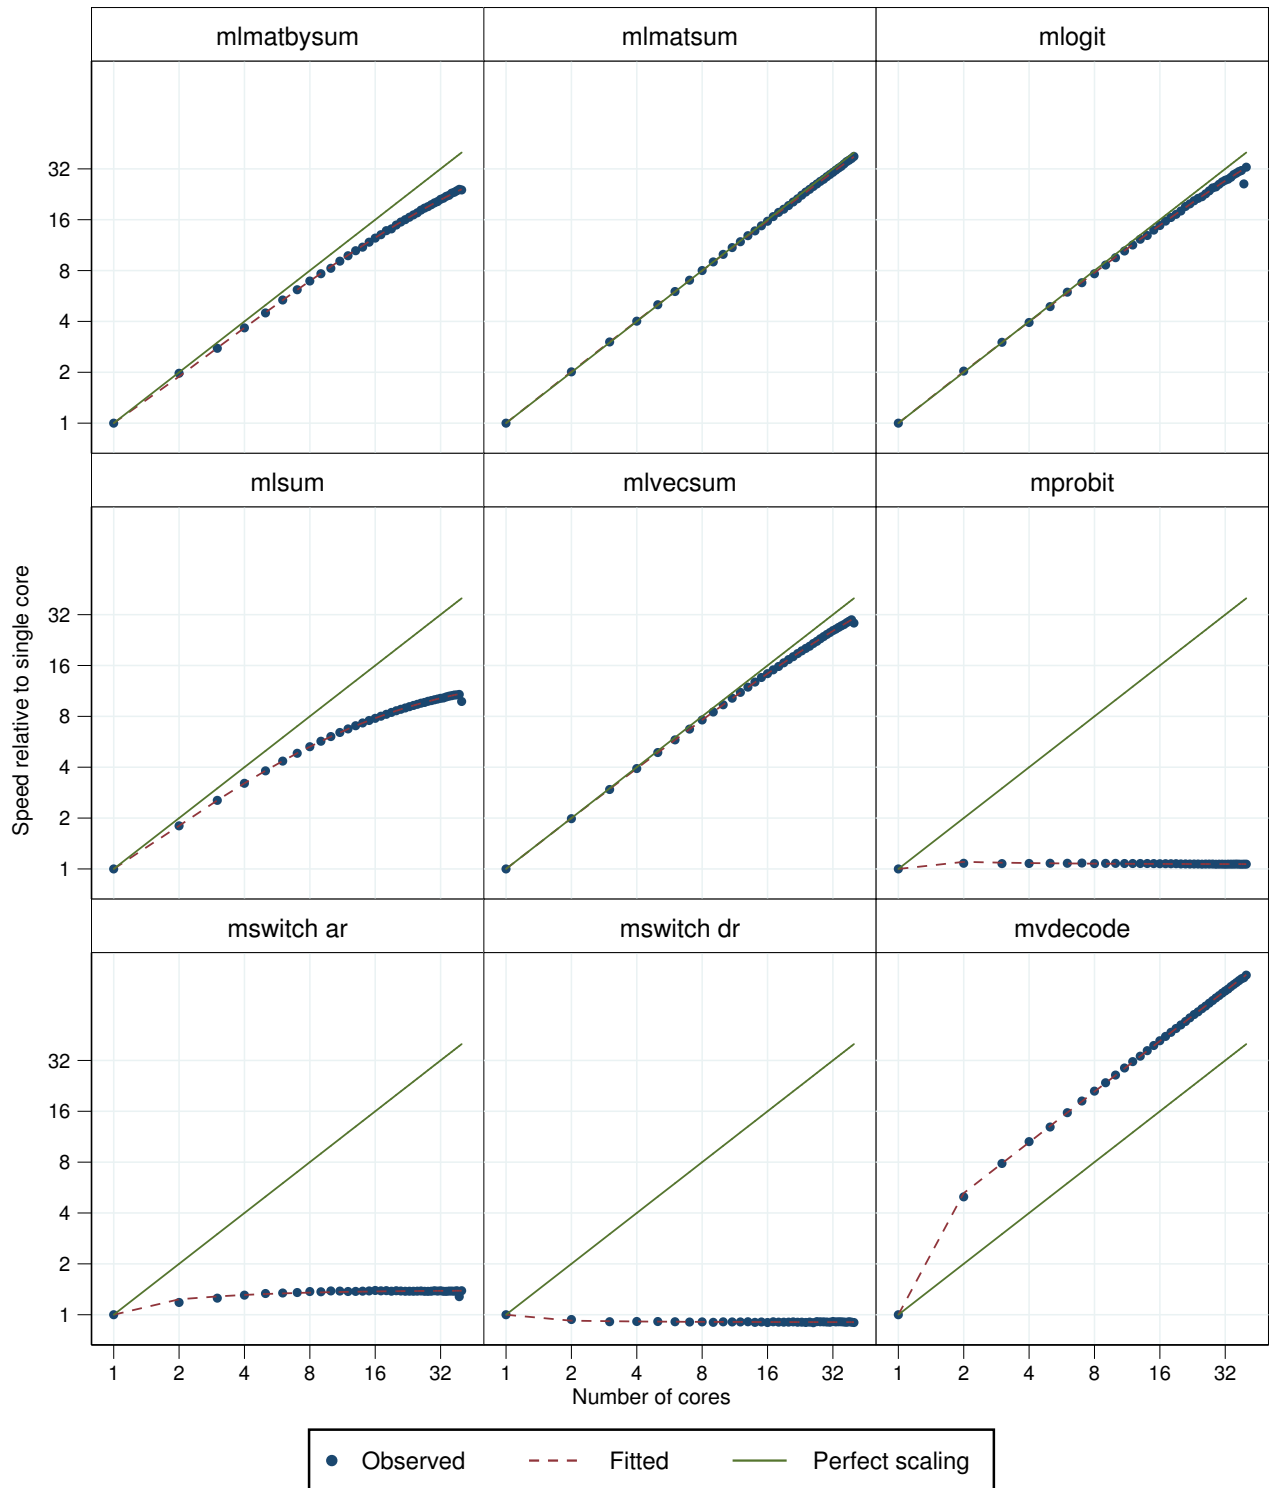 mlmatbysum mlmatsum mlogit
32
16
8
4
2
1
mlsum mlvecsum mprobit
Speed relative to single core
32
16
8
4
2
1
mswitch ar mswitch dr mvdecode
32
16
8
4
2
1
1 2 4 8 16 32 1 2 4 8 16 32 1 2 4 8 16 32
Number of cores
Observed Fitted Perfect scaling